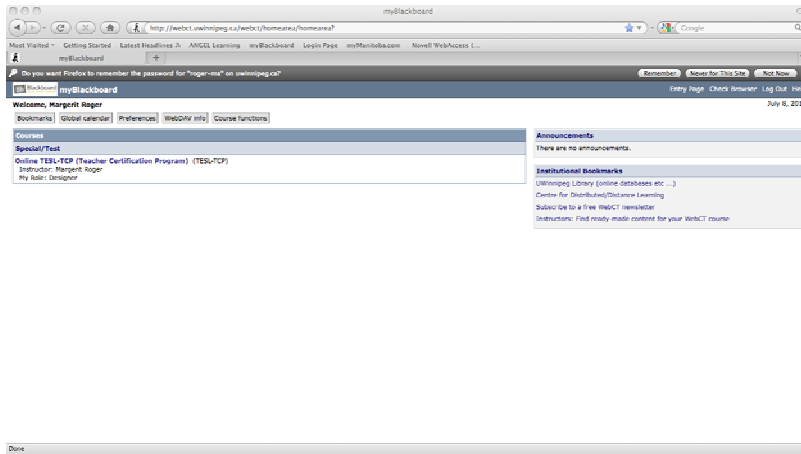 myBlackboard
http://webct.uwinnipeg.ca/webct/homearea/homearea?
Google
Most Visited Getting Started Latest Headlines ANGEL Learning myBlackboard Login Page myManitoba.com Novell WebAccess (...
myBlackboard
Do you want Firefox to remember the password for "roger-ma" on uwinnipeg.ca?
Remember Never for This Site Not Now
Blackboard myBlackboard
Entry Page Check Browser Log Out He
Welcome, Margerit Roger
July 8, 201
Bookmarks Global calendar Preferences WebDAV info Course functions
Courses
Special/Test
Online TESL-TCP (Teacher Certification Program) (TESL-TCP)
Instructor: Margerit Roger
My Role: Designer
Announcements
There are no announcements.
Institutional Bookmarks
UWinnipeg Library (online databases etc ...)
Centre for Distributed/Distance Learning
Subscribe to a free WebCT newsletter
Instructors: Find ready-made content for your WebCT course
Done